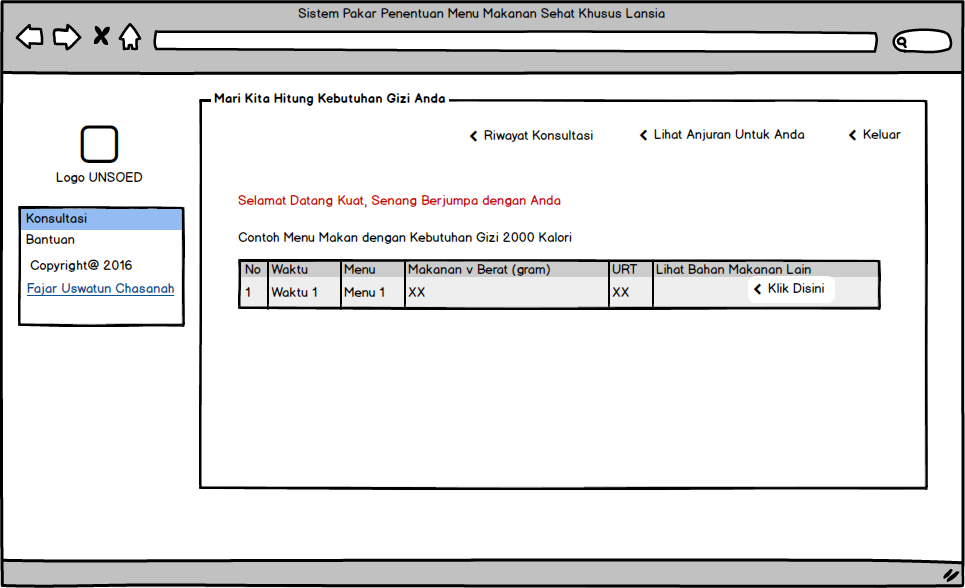 Sistem Pakar Penentuan Menu Makanan Sehat Khusus Lansia
Mari Kita Hitung Kebutuhan Gizi Anda
Riwayat Konsultasi Lihat Anjuran Untuk Anda Keluar
Logo UNSOED
Konsultasi
Bantuan
Copyright@ 2016
Fajar Uswatun Chasanah
Selamat Datang Kuat, Senang Berjumpa dengan Anda
Contoh Menu Makan dengan Kebutuhan Gizi 2000 Kalori
No Waktu Menu Makanan v Berat (gram) URT Lihat Bahan Makanan Lain
1 Waktu 1 Menu 1 XX XX Klik Disini